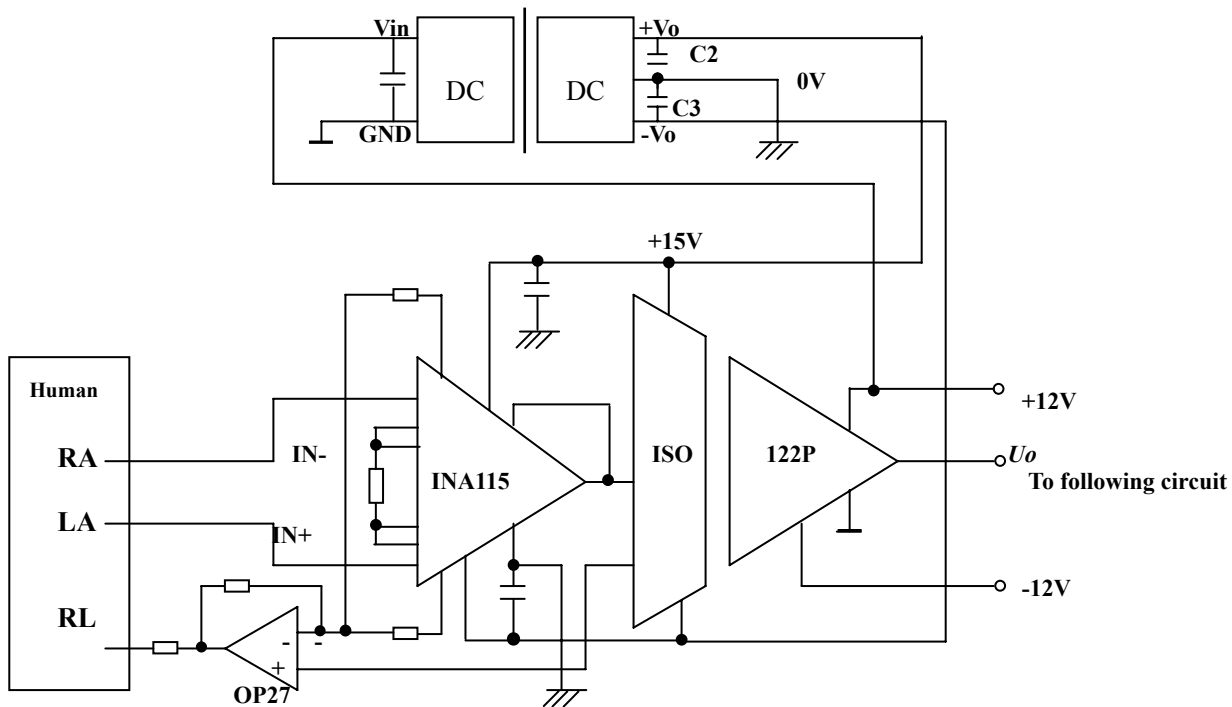 Vin
+Vo
C2
DC
DC
0V
C3
GND
-Vo
+15V
Human
RA
IN-
INA115
ISO
122P
+12V
Uo
To following circuit
LA
IN+
-12V
RL
-
-
+
OP27